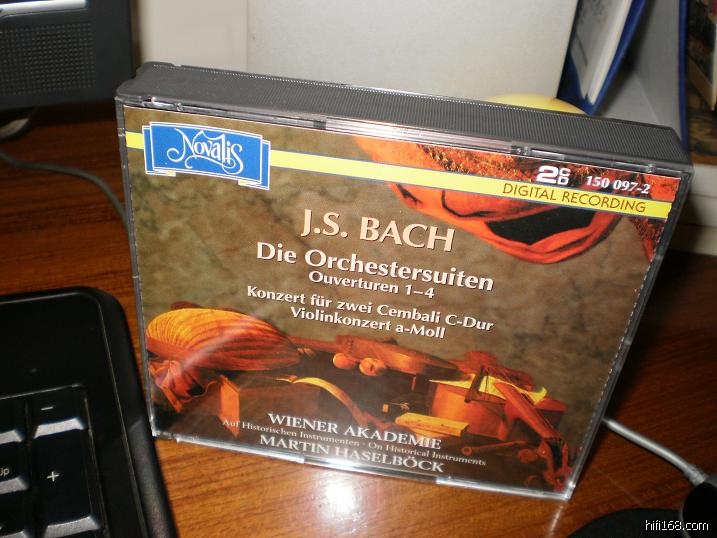 Novalis
2CD 150 097-2
DIGITAL RECORDING
J.S. BACH
Die Orchestersuiten
Ouverturen 1–4
Konzert für zwei Cembali C-Dur
Violinkonzert a-Moll
WIENER AKADEMIE
Auf Historischen Instrumenten · On Historical Instruments
MARTIN HASELBÖCK
Up
-
+
hifi168.com